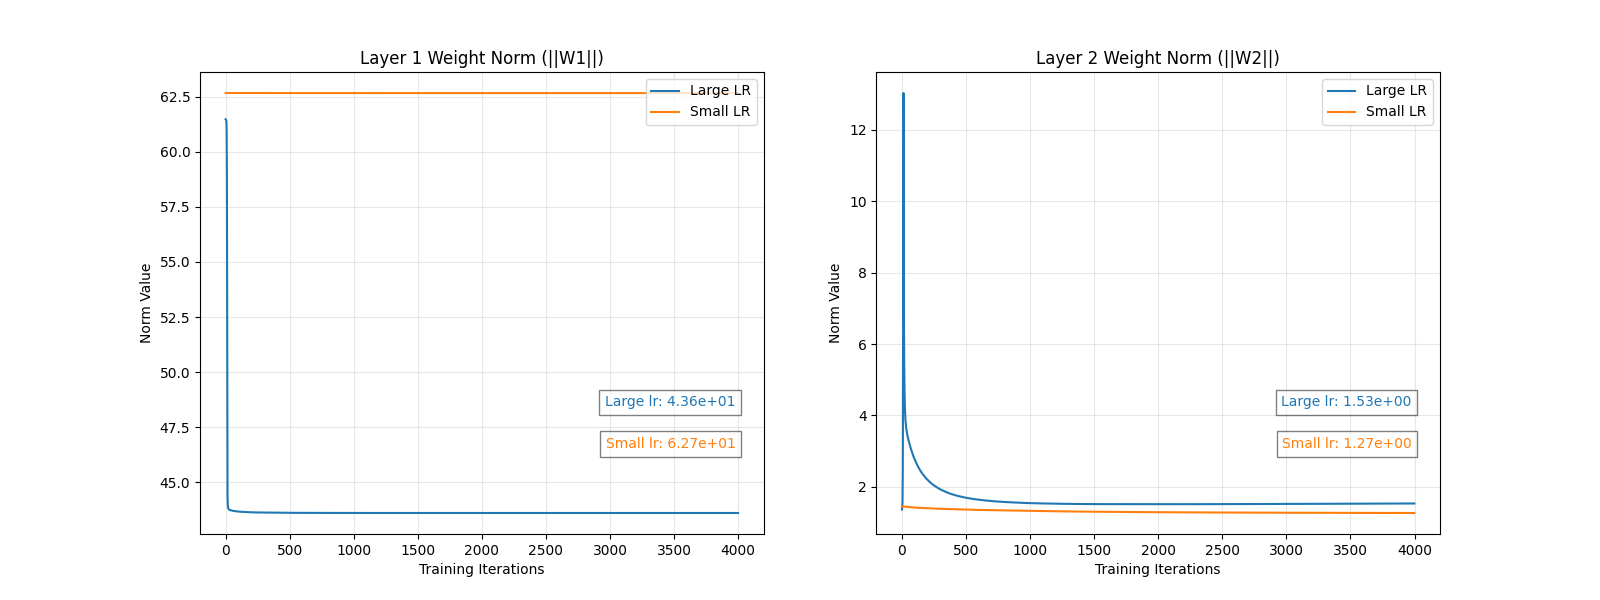 Layer 1 Weight Norm (||W1||)
Norm Value
62.5
60.0
57.5
55.0
52.5
50.0
47.5
45.0
Large LR
Small LR
Large lr: 4.36e+01
Small lr: 6.27e+01
0 500 1000 1500 2000 2500 3000 3500 4000
Training Iterations
Layer 2 Weight Norm (||W2||)
Norm Value
12
10
8
6
4
2
Large LR
Small LR
Large lr: 1.53e+00
Small lr: 1.27e+00
0 500 1000 1500 2000 2500 3000 3500 4000
Training Iterations